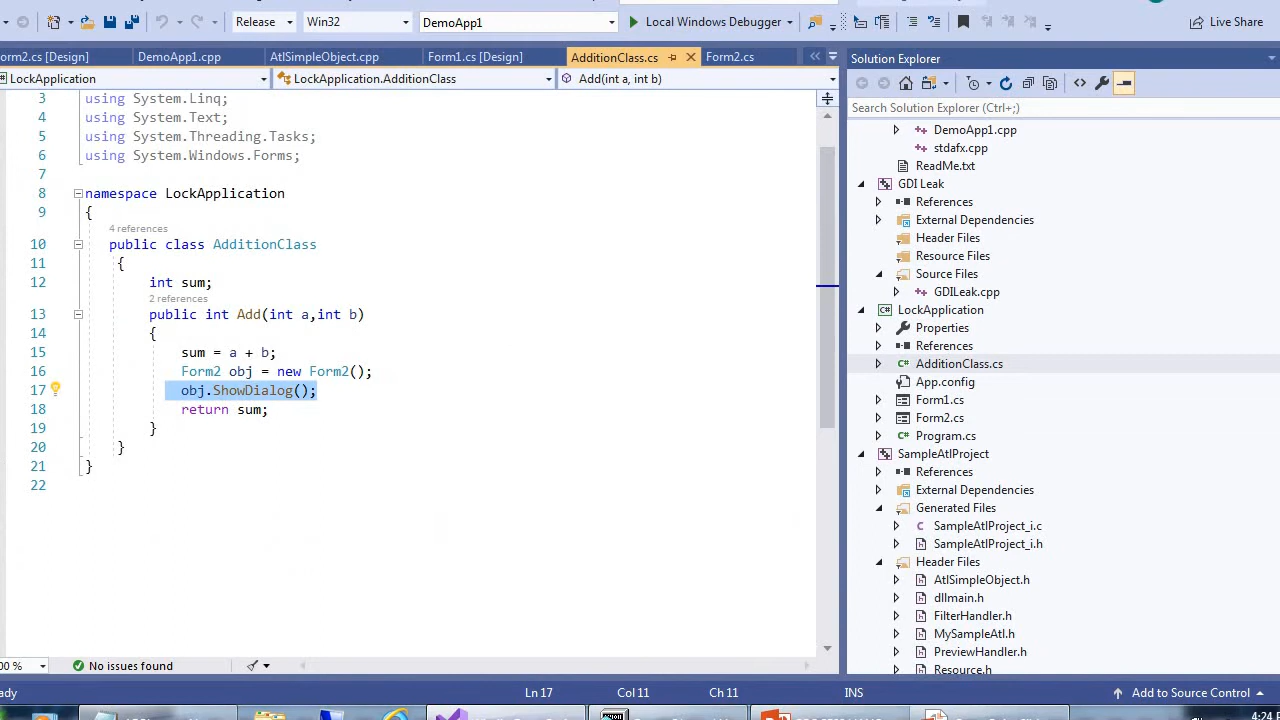 Release Win32 DemoApp1 Local Windows Debugger Live Share
orm2.cs [Design] DemoApp1.cpp AtlSimpleObject.cpp Form1.cs [Design] AdditionClass.cs Form2.cs
LockApplication LockApplication.AdditionClass Add(int a, int b)
3 using System.Linq;
4 using System.Text;
5 using System.Threading.Tasks;
6 using System.Windows.Forms;
7
8 namespace LockApplication
9 {
4 references
10 public class AdditionClass
11 {
12 int sum;
2 references
13 public int Add(int a,int b)
14 {
15 sum = a + b;
16 Form2 obj = new Form2();
17 obj.ShowDialog();
18 return sum;
19 }
20 }
21 }
22
00 % No issues found
Solution Explorer
Search Solution Explorer (Ctrl+;)
DemoApp1.cpp
stdafx.cpp
ReadMe.txt
GDI Leak
References
External Dependencies
Header Files
Resource Files
Source Files
GDILeak.cpp
LockApplication
Properties
References
AdditionClass.cs
App.config
Form1.cs
Form2.cs
Program.cs
SampleAtlProject
References
External Dependencies
Generated Files
SampleAtlProject_i.c
SampleAtlProject_i.h
Header Files
AtlSimpleObject.h
dllmain.h
FilterHandler.h
MySampleAtl.h
PreviewHandler.h
Resource.h
ady Ln 17 Col 11 Ch 11 INS Add to Source Control
4:24